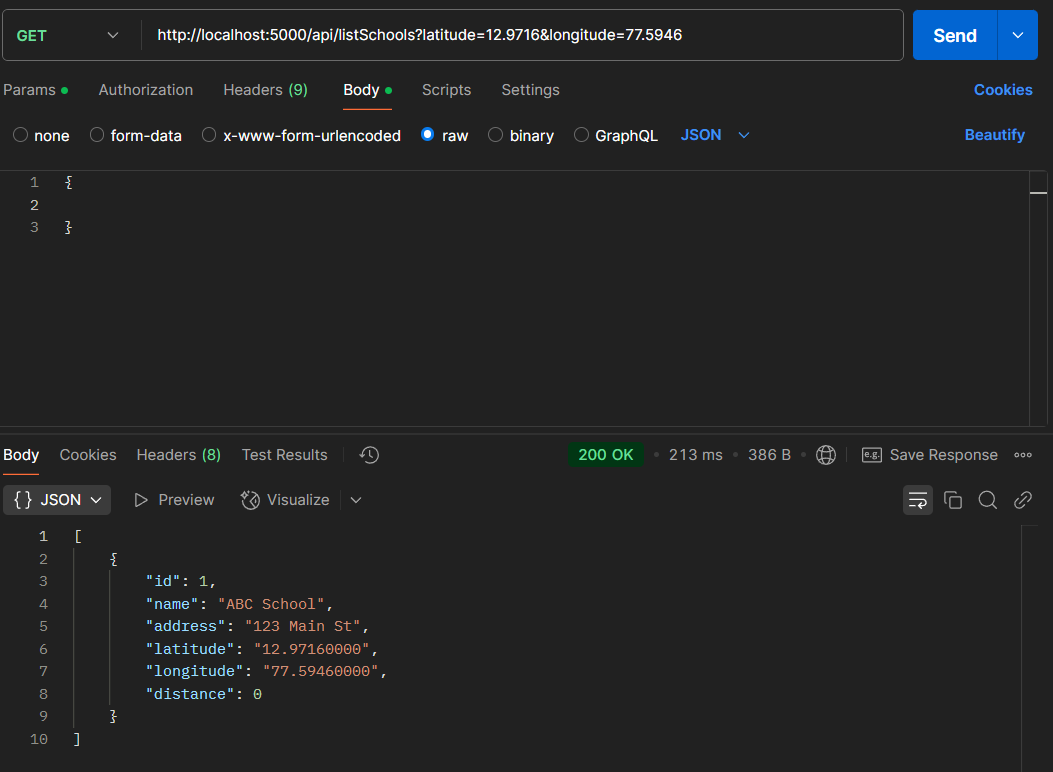 GET http://localhost:5000/api/listSchools?latitude=12.9716&longitude=77.5946 Send
Params Authorization Headers (9) Body Scripts Settings Cookies
none form-data x-www-form-urlencoded raw binary GraphQL JSON Beautify
1 {
2
3 }
Body Cookies Headers (8) Test Results 200 OK 213 ms 386 B e.g. Save Response
{} JSON Preview Visualize
1 [
2 {
3 "id": 1,
4 "name": "ABC School",
5 "address": "123 Main St",
6 "latitude": "12.97160000",
7 "longitude": "77.59460000",
8 "distance": 0
9 }
10 ]